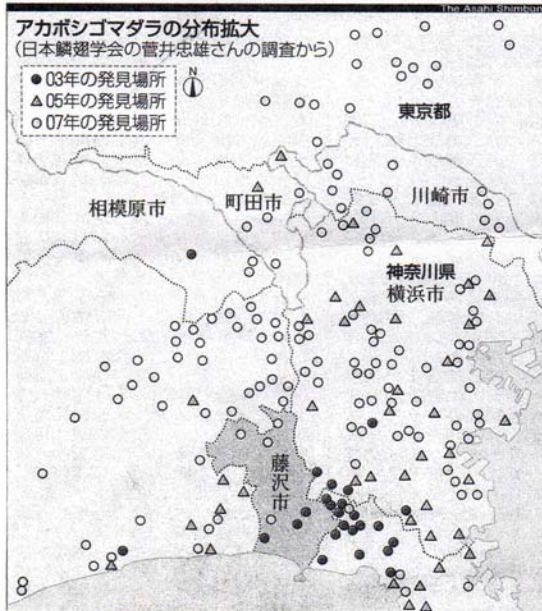 The Asahi Shimbun
アカボシゴマダラの分布拡大
(日本鱗翅学会の菅井忠雄さんの調査から)
●03年の発見場所
▲05年の発見場所
○07年の発見場所
N
東京都
川崎市
町田市
相模原市
神奈川県
横浜市
藤沢市